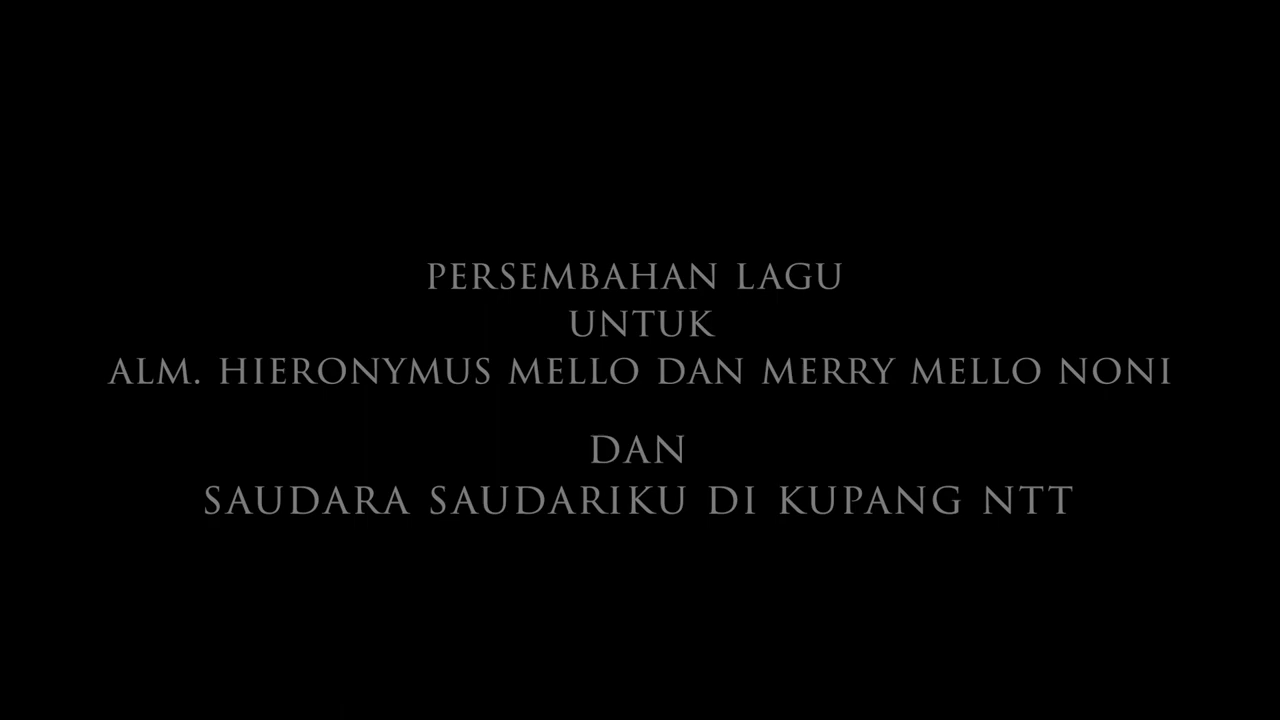 PERSEMBAHAN LAGU
UNTUK
ALM. HIERONYMUS MELLO DAN MERRY MELLO NONI
DAN
SAUDARA SAUDARIKU DI KUPANG NTT